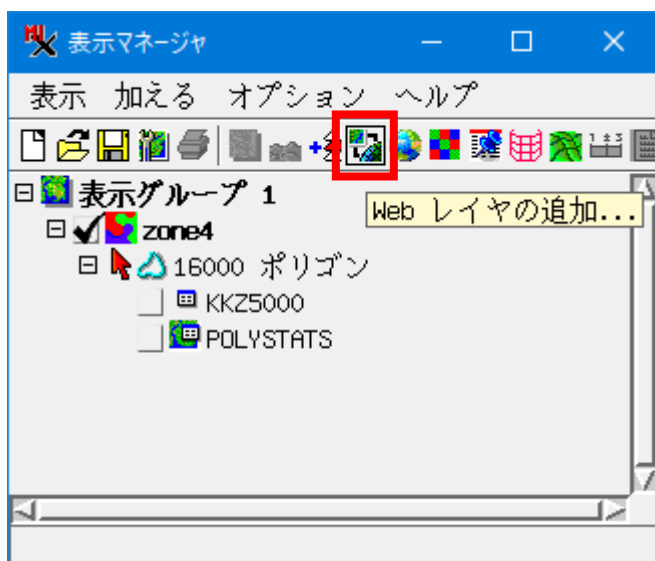 表示マネージャ
表示 加える オプション ヘルプ
表示グループ 1
Web レイヤの追加...
zone4
16000 ポリゴン
KKZ5000
POLYSTATS